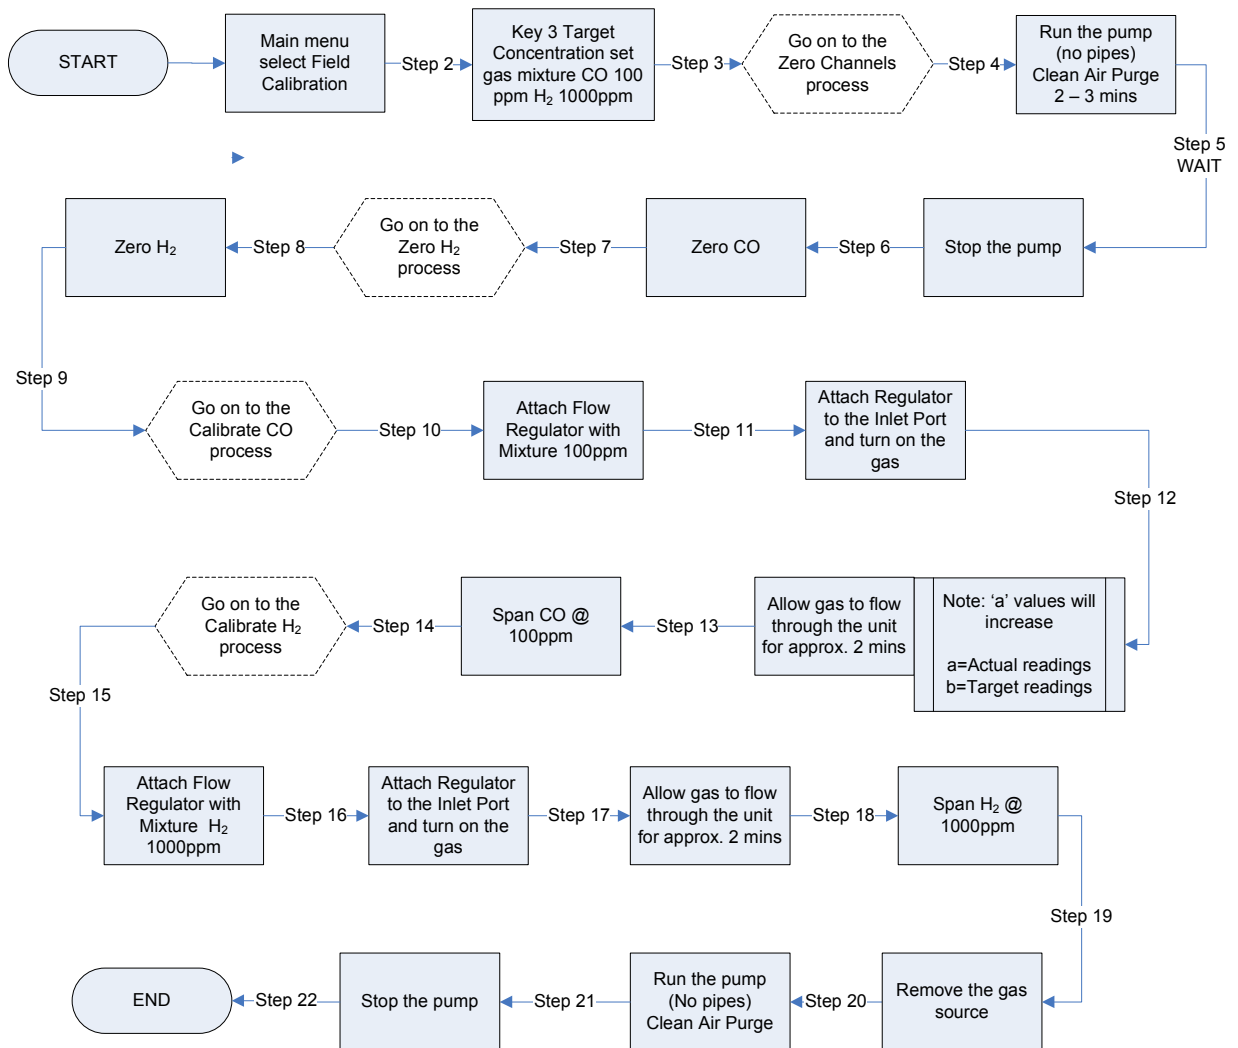 START
Main menu
select Field
Calibration
Step 2
Key 3 Target
Concentration set
gas mixture CO 100
ppm H₂ 1000ppm
Step 3
Go on to the
Zero Channels
process
Step 4
Run the pump
(no pipes)
Clean Air Purge
2 – 3 mins
Step 5
WAIT
Stop the pump
Step 6
Zero CO
Step 7
Go on to the
Zero H₂
process
Step 8
Zero H₂
Step 9
Go on to the
Calibrate CO
process
Step 10
Attach Flow
Regulator with
Mixture 100ppm
Step 11
Attach Regulator
to the Inlet Port
and turn on the
gas
Step 12
Note: ‘a’ values will
increase
a=Actual readings
b=Target readings
Allow gas to flow
through the unit
for approx. 2 mins
Step 13
Span CO @
100ppm
Step 14
Go on to the
Calibrate H₂
process
Step 15
Attach Flow
Regulator with
Mixture H₂
1000ppm
Step 16
Attach Regulator
to the Inlet Port
and turn on the
gas
Step 17
Allow gas to flow
through the unit
for approx. 2 mins
Step 18
Span H₂ @
1000ppm
Step 19
Remove the gas
source
Step 20
Run the pump
(No pipes)
Clean Air Purge
Step 21
Stop the pump
Step 22
END